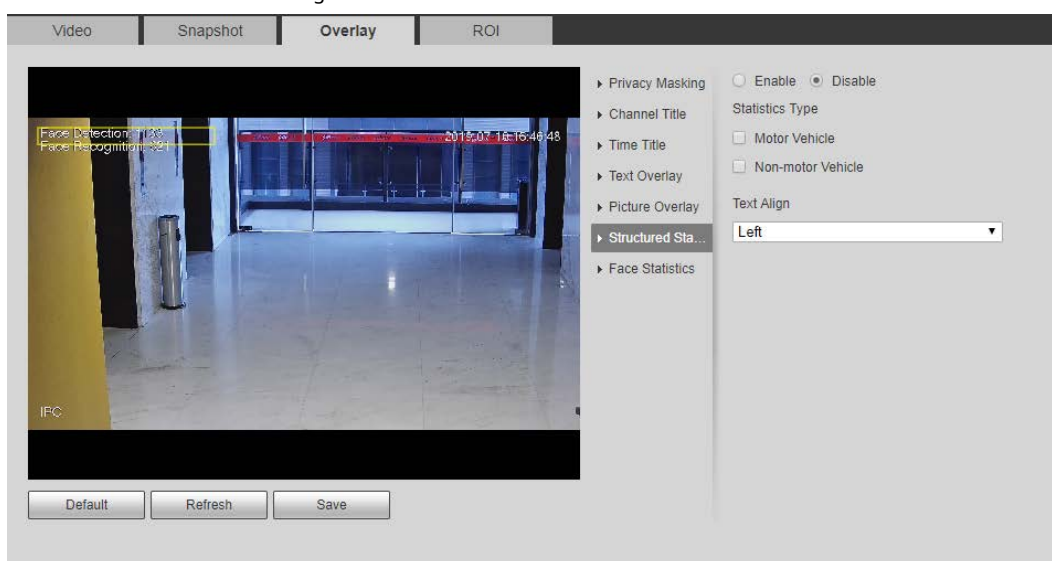 Video Snapshot Overlay ROI
Face Detection: 1133
Face Recognition: 321
IPC
Default Refresh Save
Privacy Masking
Channel Title
Time Title
Text Overlay
Picture Overlay
Structured Sta...
Face Statistics
Enable Disable
Statistics Type
Motor Vehicle
Non-motor Vehicle
Text Align
Left